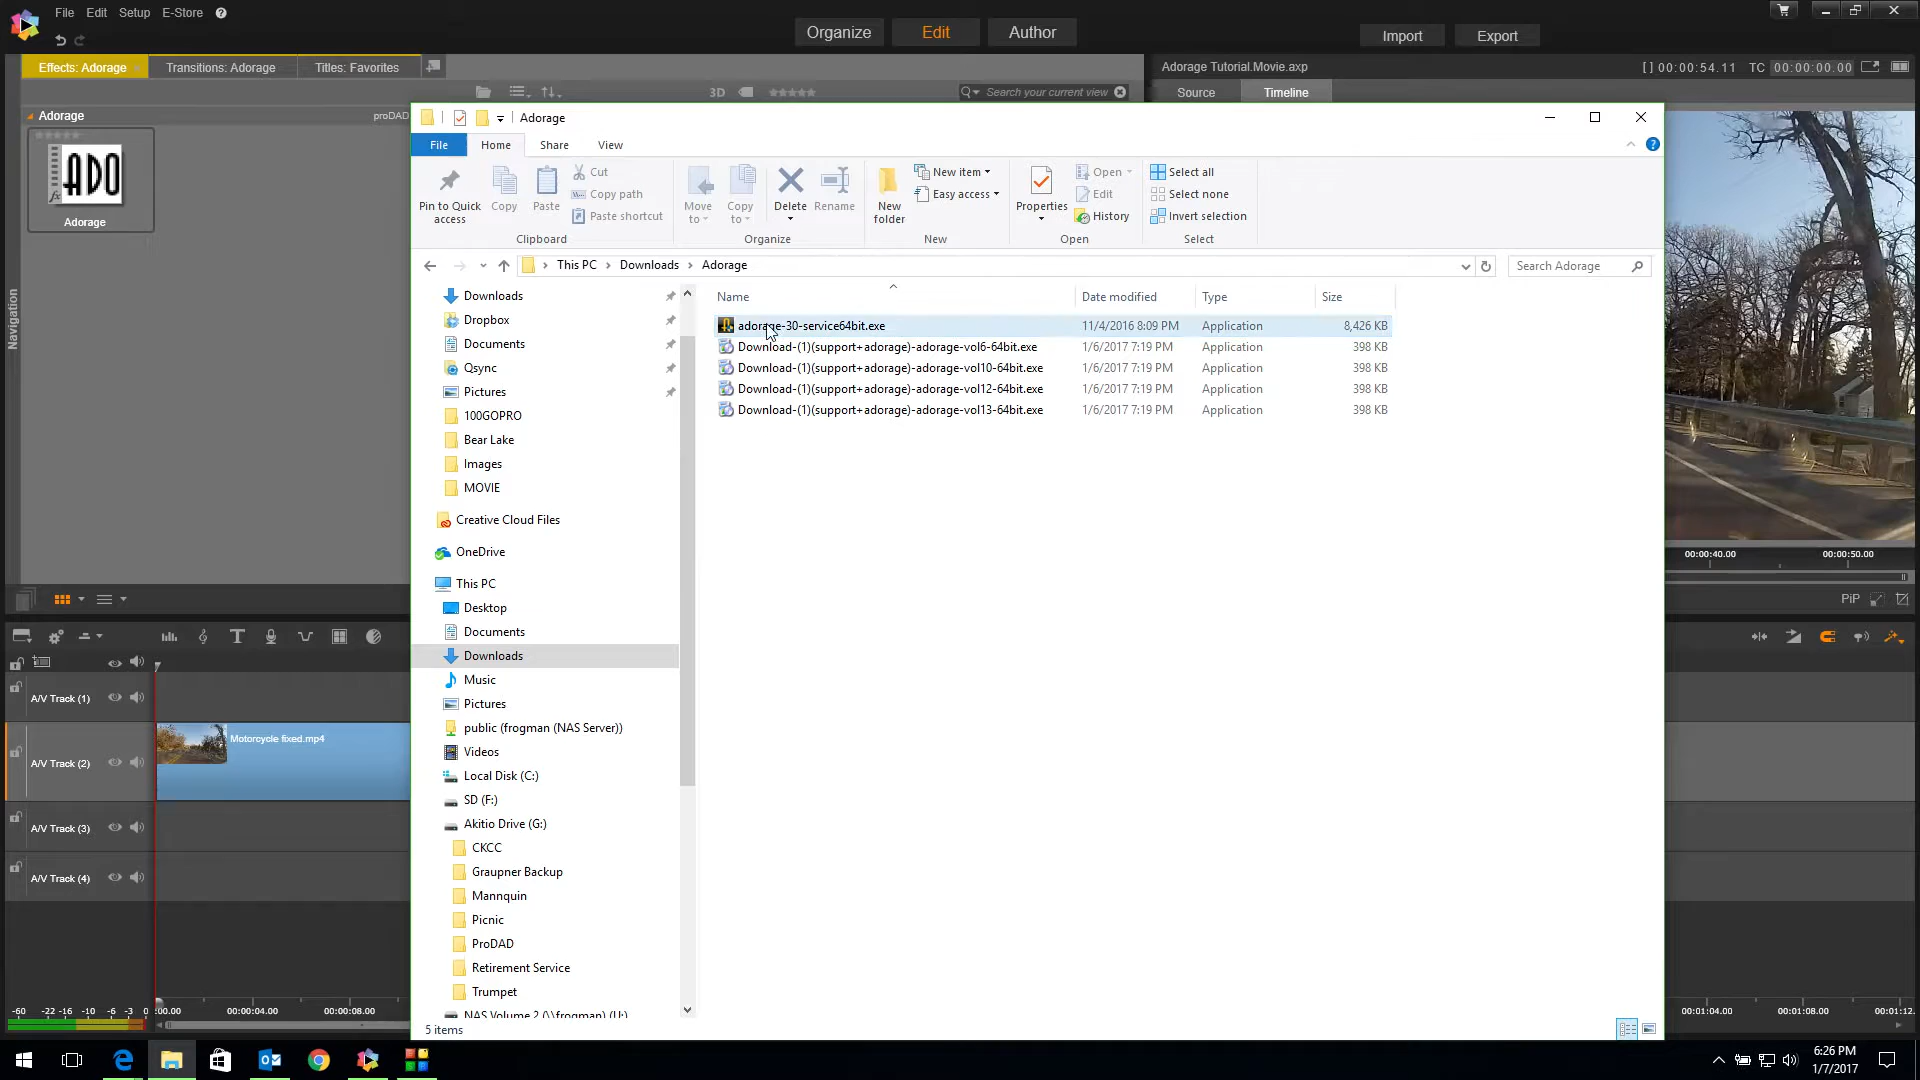 File Edit Setup E-Store ?
Organize Edit Author
Import Export
Effects: Adorage Transitions: Adorage Titles: Favorites
Adorage Tutorial.Movie.axp
[ ] 00:00:54.11 TC 00:00:00.00
3D
Search your current view
Source Timeline
Adorage proDAD
ADO
fx
Adorage
Navigation
Adorage
File Home Share View
Pin to Quick access
Copy
Paste
Cut
Copy path
Paste shortcut
Clipboard
Move to
Copy to
Delete
Rename
Organize
New folder
New item
Easy access
New
Properties
Open
Edit
History
Open
Select all
Select none
Invert selection
Select
This PC > Downloads > Adorage
Search Adorage
Downloads
Dropbox
Documents
Qsync
Pictures
100GOPRO
Bear Lake
Images
MOVIE
Creative Cloud Files
OneDrive
This PC
Desktop
Documents
Downloads
Music
Pictures
public (frogman (NAS Server))
Videos
Local Disk (C:)
SD (F:)
Akitio Drive (G:)
CKCC
Graupner Backup
Mannquin
Picnic
ProDAD
Retirement Service
Trumpet
NAS Volume 2 (\\frogman) (U:)
Name Date modified Type Size
adorage-30-service64bit.exe 11/4/2016 8:09 PM Application 8,426 KB
Download-(1)(support+adorage)-adorage-vol6-64bit.exe 1/6/2017 7:19 PM Application 398 KB
Download-(1)(support+adorage)-adorage-vol10-64bit.exe 1/6/2017 7:19 PM Application 398 KB
Download-(1)(support+adorage)-adorage-vol12-64bit.exe 1/6/2017 7:19 PM Application 398 KB
Download-(1)(support+adorage)-adorage-vol13-64bit.exe 1/6/2017 7:19 PM Application 398 KB
5 items
00:00:40.00 00:00:50.00
PiP
A/V Track (1)
A/V Track (2)
Motorcycle fixed.mp4
A/V Track (3)
A/V Track (4)
-60 -22 -16 -10 -6 -3 0
:00.00 00:00:04.00 00:00:08.00
00:01:04.00 00:01:08.00 00:01:12.
6:26 PM
1/7/2017